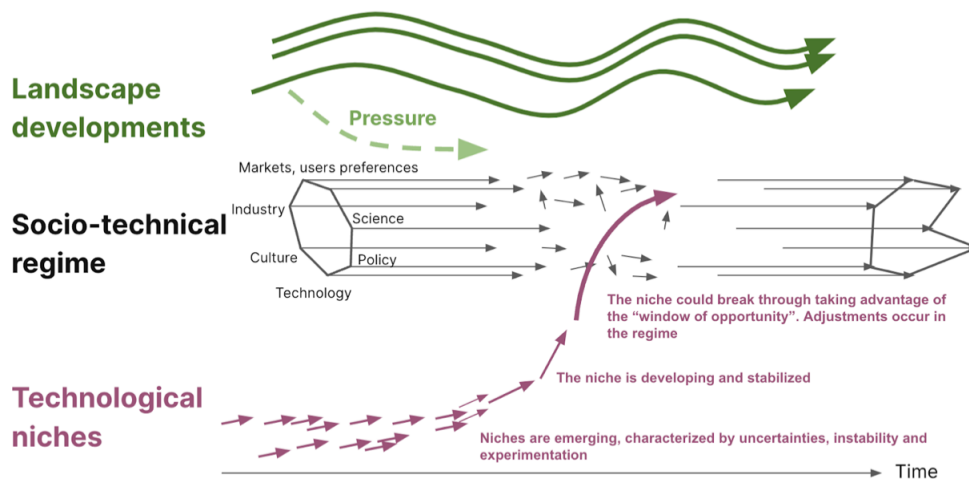 Landscape
developments
Pressure
Markets, users preferences
Industry
Science
Socio-technical
regime
Culture
Policy
Technology
The niche could break through taking advantage of
the “window of opportunity”. Adjustments occur in
the regime
The niche is developing and stabilized
Technological
niches
Niches are emerging, characterized by uncertainties, instability and
experimentation
Time